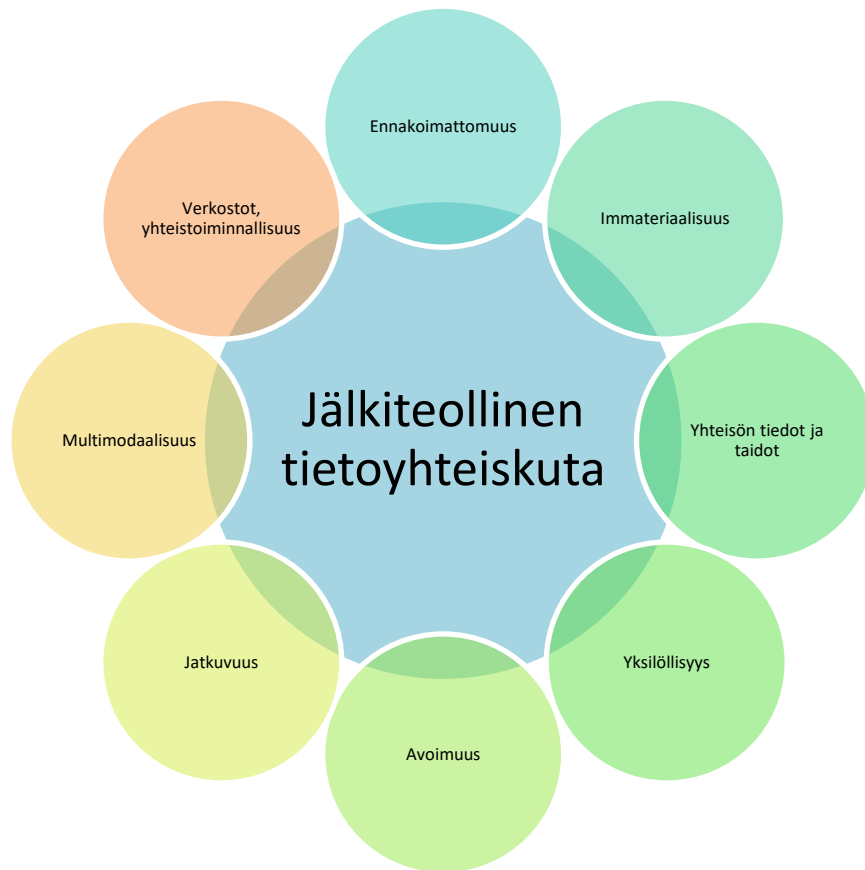 Ennakoimattomuus
Immateriaalisuus
Yhteisön tiedot ja
taidot
Yksilöllisyys
Avoimuus
Jatkuvuus
Multimodaalisuus
Verkostot,
yhteistoiminnallisuus
Jälkiteollinen
tietoyhteiskuta